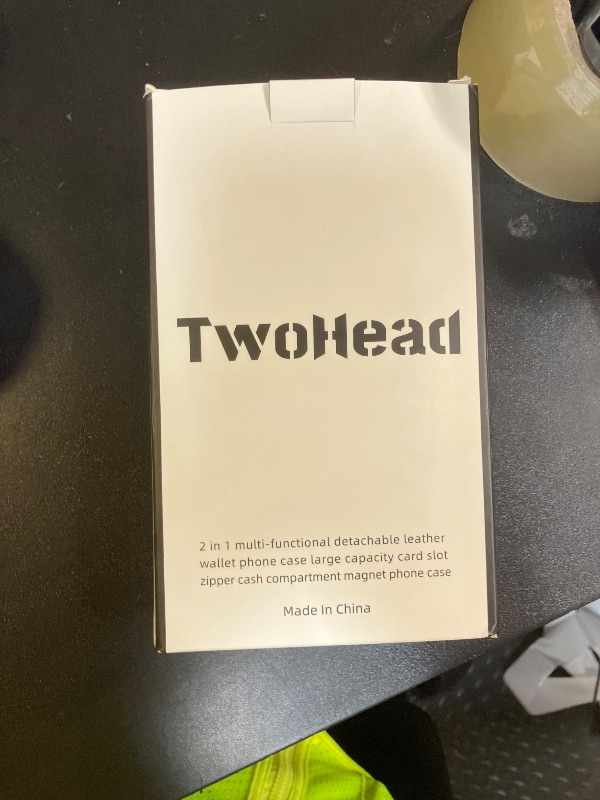 TwoHead
2 in 1 multi-functional detachable leather
wallet phone case large capacity card slot
zipper cash compartment magnet phone case
Made In China